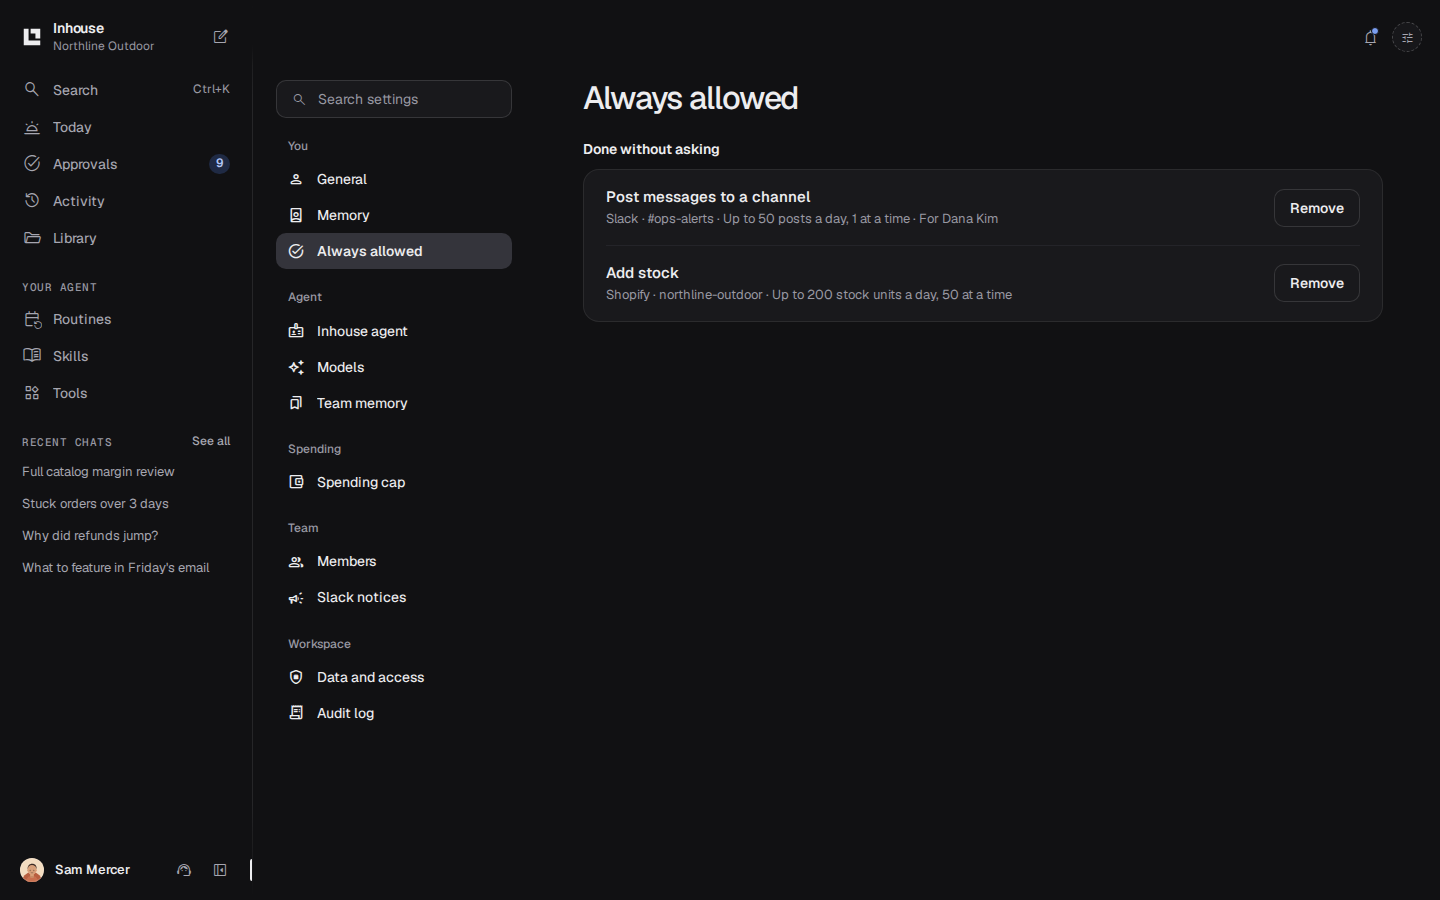 Inhouse
Northline Outdoor
Search Ctrl+K
Today
Approvals 9
Activity
Library
YOUR AGENT
Routines
Skills
Tools
RECENT CHATS See all
Full catalog margin review
Stuck orders over 3 days
Why did refunds jump?
What to feature in Friday's email
Sam Mercer
Search settings
You
General
Memory
Always allowed
Agent
Inhouse agent
Models
Team memory
Spending
Spending cap
Team
Members
Slack notices
Workspace
Data and access
Audit log
Always allowed
Done without asking
Post messages to a channel
Slack · #ops-alerts · Up to 50 posts a day, 1 at a time · For Dana Kim
Remove
Add stock
Shopify · northline-outdoor · Up to 200 stock units a day, 50 at a time
Remove